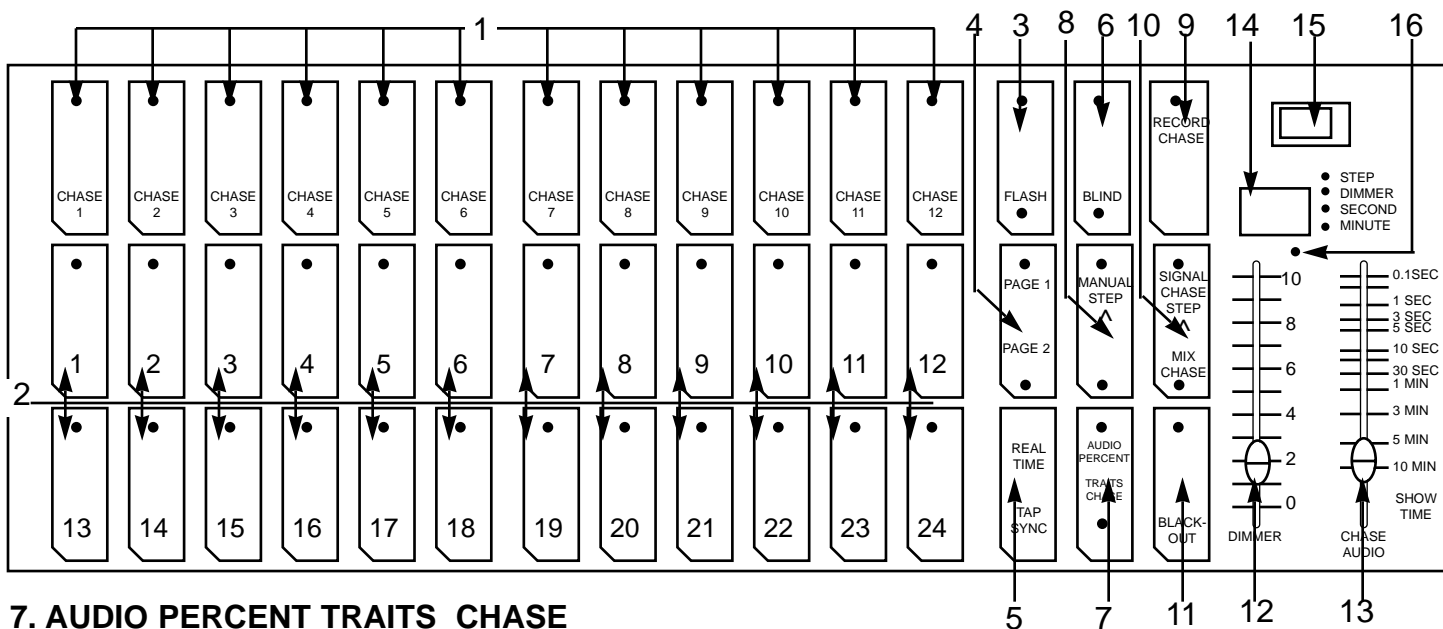 1 4 3 8 6 10 9 14 15 16
CHASE 1 CHASE 2 CHASE 3 CHASE 4 CHASE 5 CHASE 6 CHASE 7 CHASE 8 CHASE 9 CHASE 10 CHASE 11 CHASE 12
FLASH
BLIND
RECORD
CHASE
STEP
DIMMER
SECOND
MINUTE
1 2 3 4 5 6 7 8 9 10 11 12
PAGE 1
PAGE 2
MANUAL
STEP
^
SIGNAL
CHASE
STEP
^
MIX
CHASE
10
8
6
4
2
0
DIMMER
0.1SEC
1 SEC
3 SEC
5 SEC
10 SEC
30 SEC
1 MIN
3 MIN
5 MIN
10 MIN
SHOW
TIME
CHASE
AUDIO
2
13 14 15 16 17 18 19 20 21 22 23 24
REAL
TIME
TAP
SYNC
AUDIO
PERCENT
TRAITS
CHASE
BLACK-
OUT
5 7 11 12 13
7. AUDIO PERCENT TRAITS CHASE